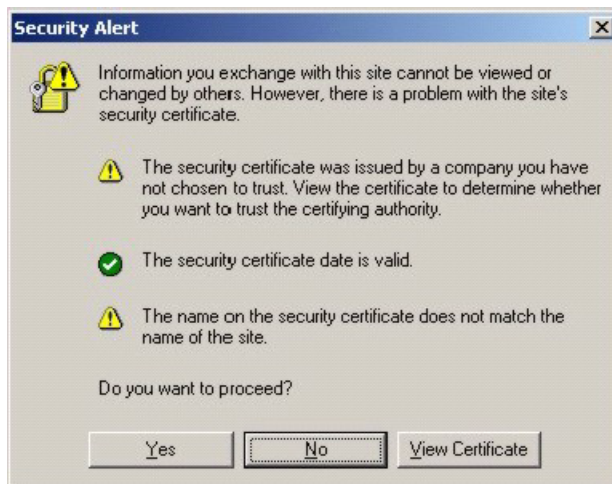 Security Alert
Information you exchange with this site cannot be viewed or
changed by others. However, there is a problem with the site's
security certificate.
The security certificate was issued by a company you have
not chosen to trust. View the certificate to determine whether
you want to trust the certifying authority.
The security certificate date is valid.
The name on the security certificate does not match the
name of the site.
Do you want to proceed?
Yes
No
View Certificate